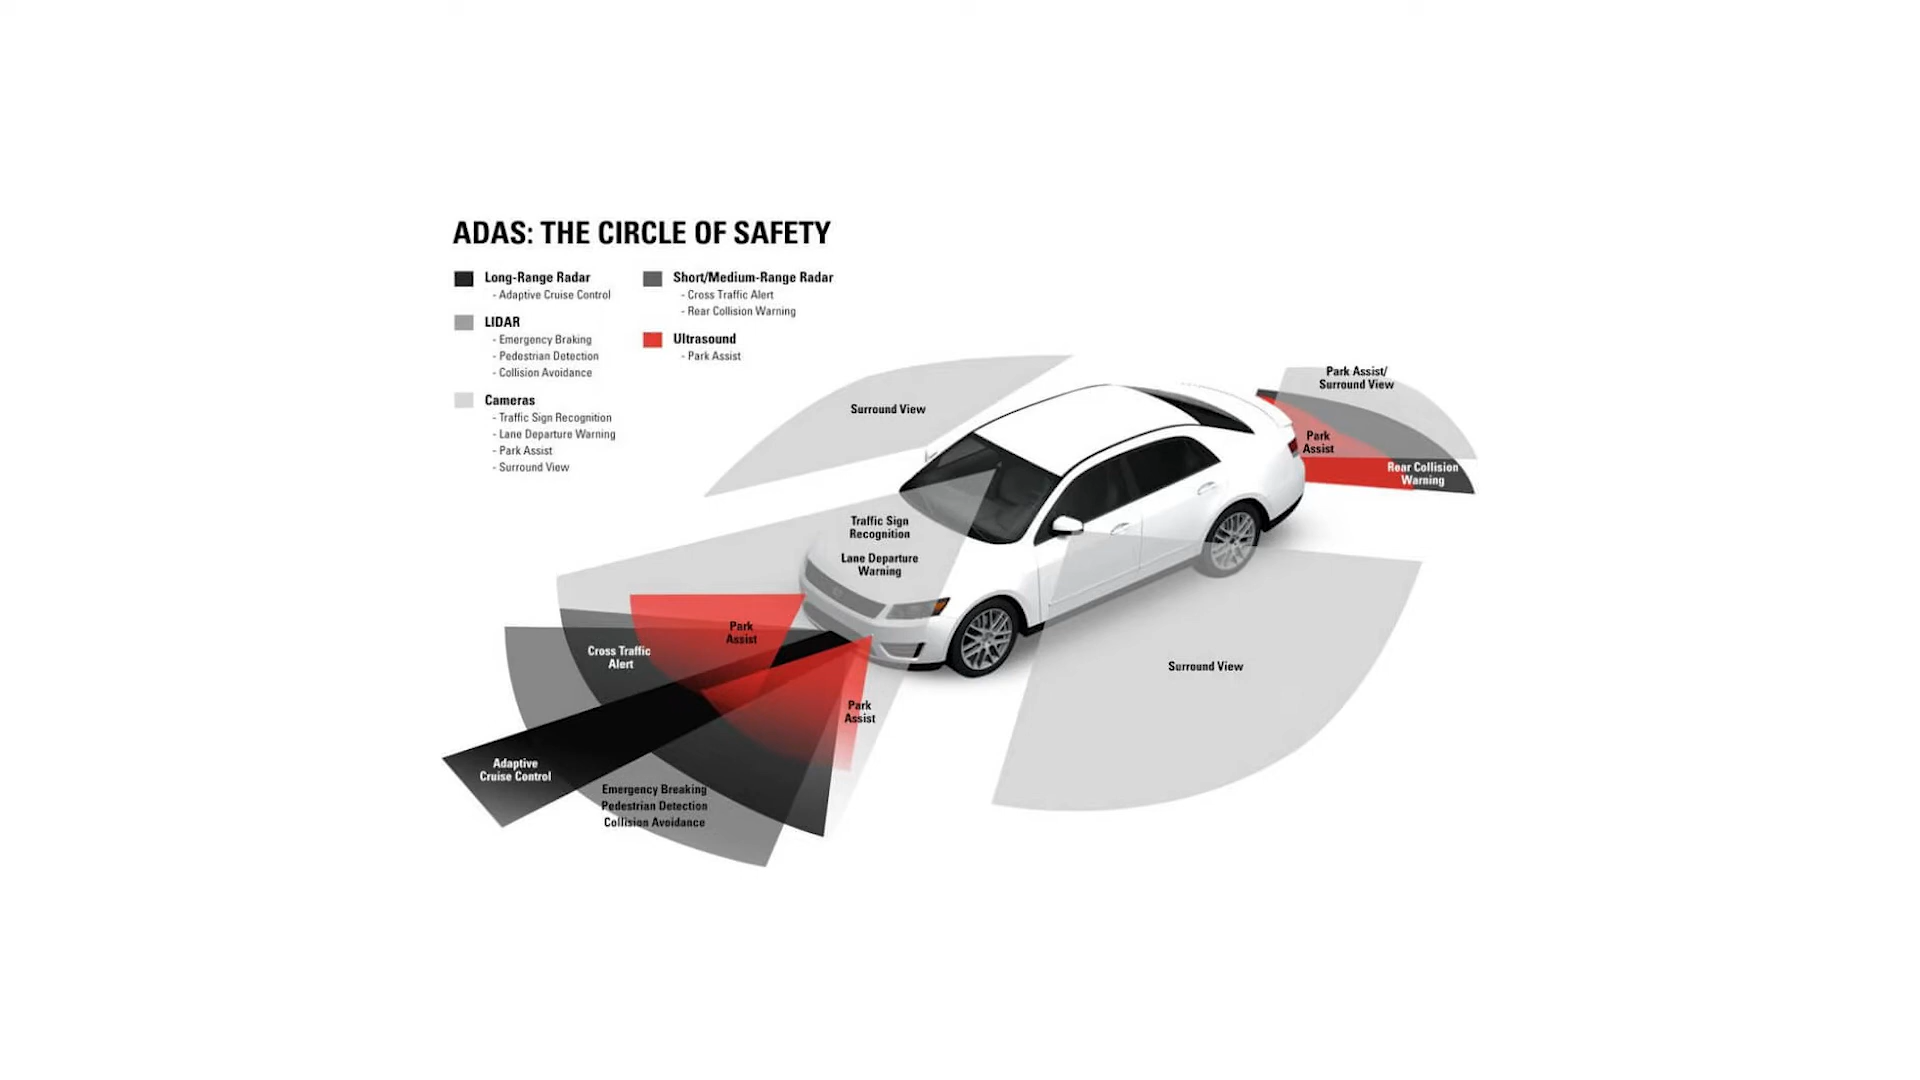 ADAS: THE CIRCLE OF SAFETY
Long-Range Radar
- Adaptive Cruise Control
LIDAR
- Emergency Braking
- Pedestrian Detection
- Collision Avoidance
Cameras
- Traffic Sign Recognition
- Lane Departure Warning
- Park Assist
- Surround View
Short/Medium-Range Radar
- Cross Traffic Alert
- Rear Collision Warning
Ultrasound
- Park Assist
Surround View
Park Assist/
Surround View
Park
Assist
Rear Collision
Warning
Traffic Sign
Recognition
Lane Departure
Warning
Park
Assist
Cross Traffic
Alert
Park
Assist
Surround View
Adaptive
Cruise Control
Emergency Breaking
Pedestrian Detection
Collision Avoidance